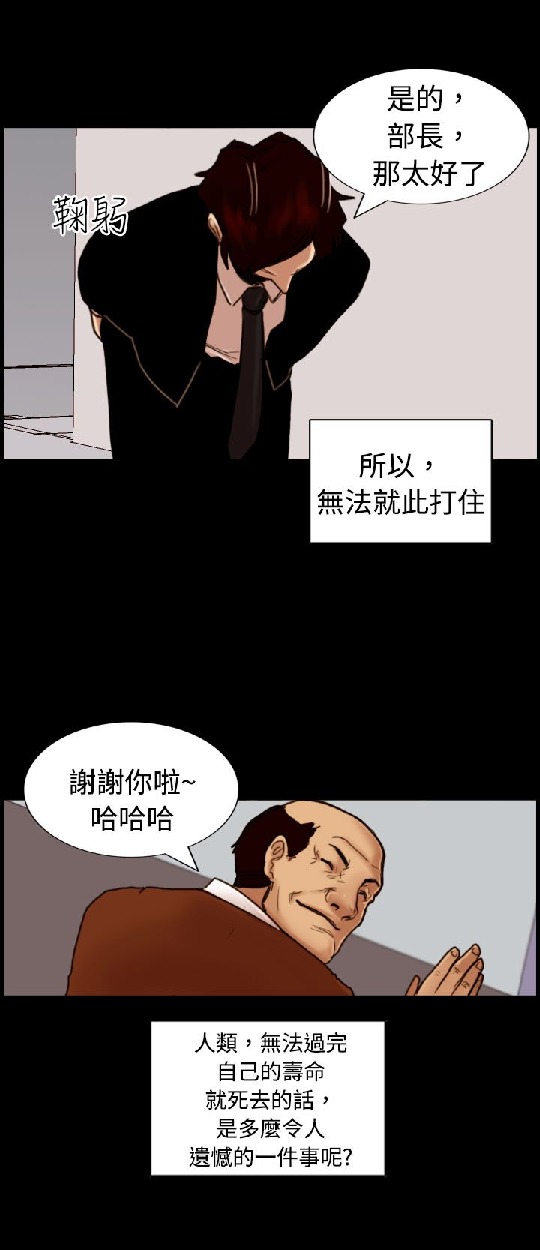 是的，
部長，
那太好了
鞠躬
所以，
無法就此打住
謝謝你啦~
哈哈哈
人類，無法過完
自己的壽命
就死去的話，
是多麼令人
遺憾的一件事呢?